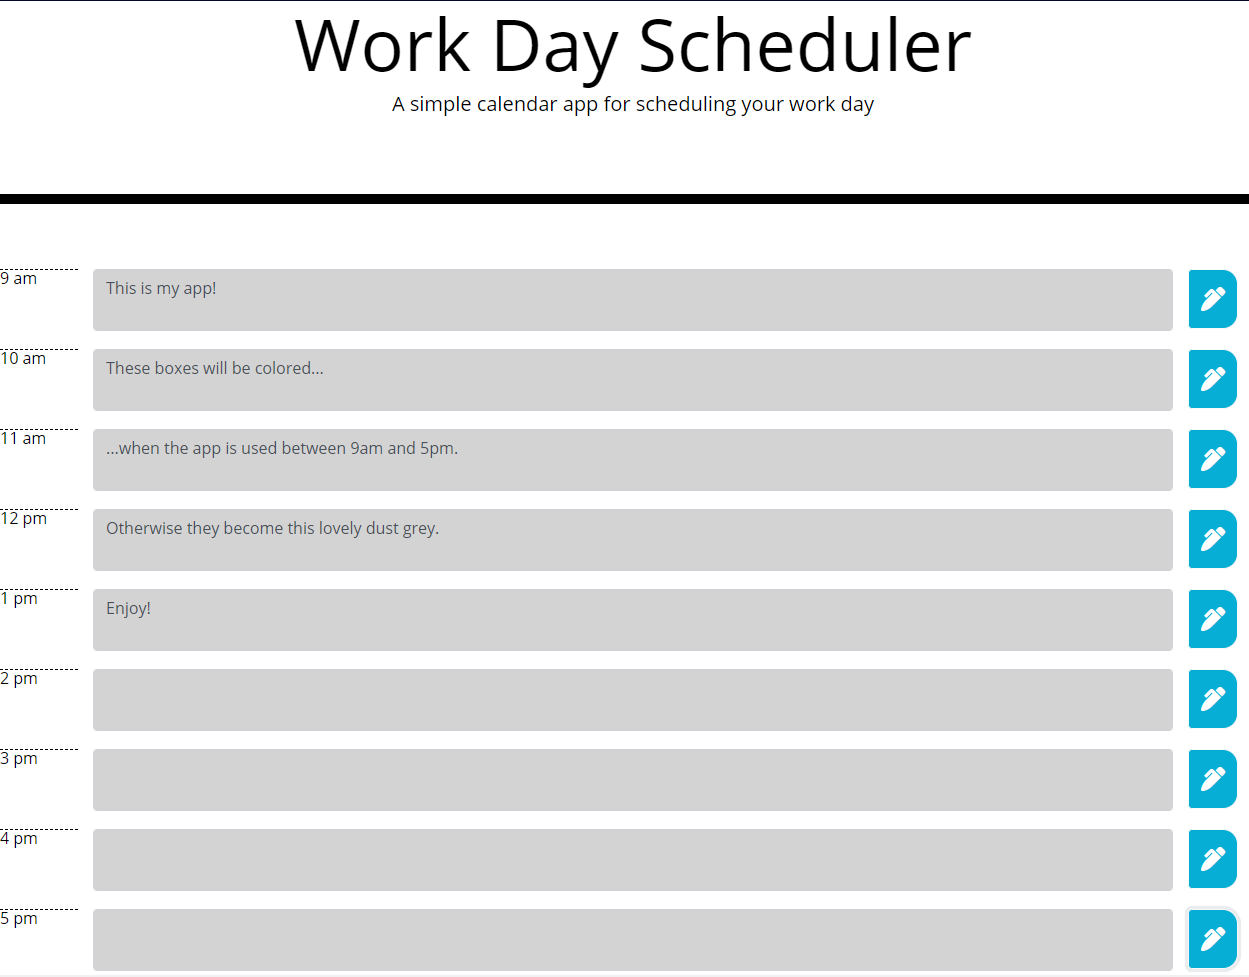 Work Day Scheduler
A simple calendar app for scheduling your work day
9 am
This is my app!
10 am
These boxes will be colored...
11 am
...when the app is used between 9am and 5pm.
12 pm
Otherwise they become this lovely dust grey.
1 pm
Enjoy!
2 pm
3 pm
4 pm
5 pm